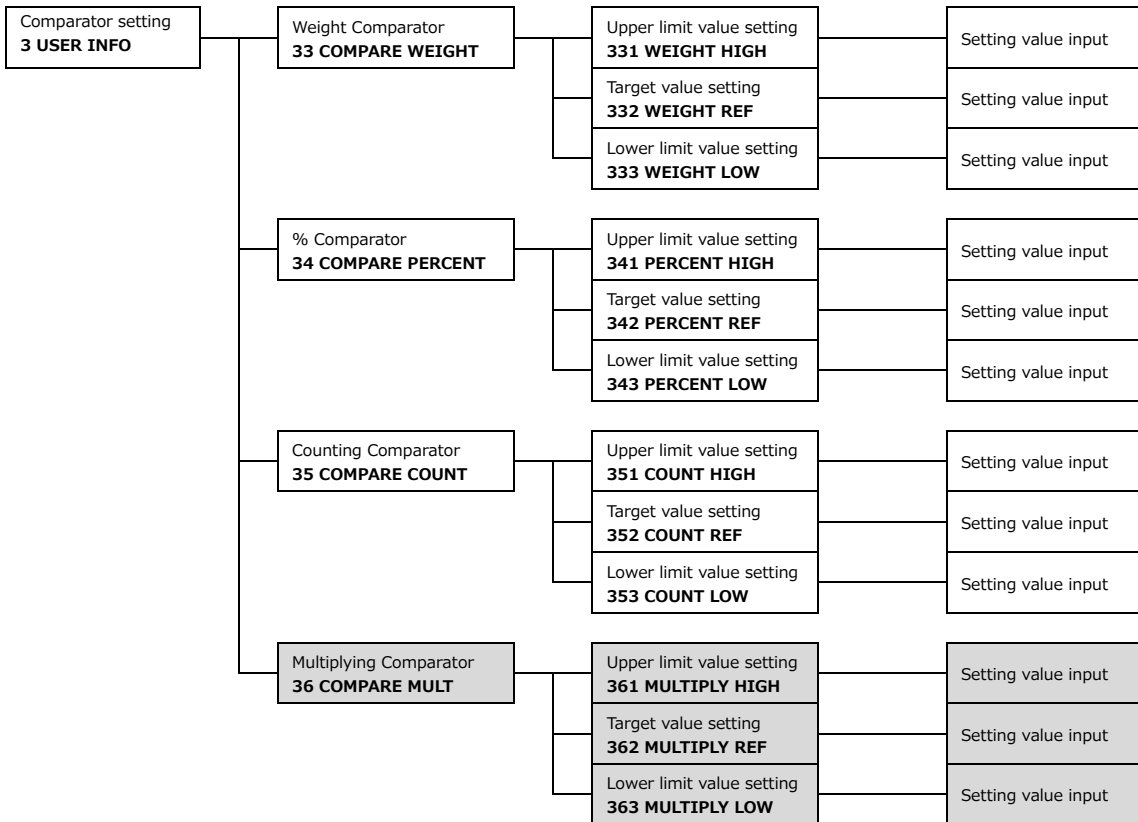 Comparator setting
3 USER INFO
Weight Comparator
33 COMPARE WEIGHT
Upper limit value setting
331 WEIGHT HIGH
Setting value input
Target value setting
332 WEIGHT REF
Setting value input
Lower limit value setting
333 WEIGHT LOW
Setting value input
% Comparator
34 COMPARE PERCENT
Upper limit value setting
341 PERCENT HIGH
Setting value input
Target value setting
342 PERCENT REF
Setting value input
Lower limit value setting
343 PERCENT LOW
Setting value input
Counting Comparator
35 COMPARE COUNT
Upper limit value setting
351 COUNT HIGH
Setting value input
Target value setting
352 COUNT REF
Setting value input
Lower limit value setting
353 COUNT LOW
Setting value input
Multiplying Comparator
36 COMPARE MULT
Upper limit value setting
361 MULTIPLY HIGH
Setting value input
Target value setting
362 MULTIPLY REF
Setting value input
Lower limit value setting
363 MULTIPLY LOW
Setting value input